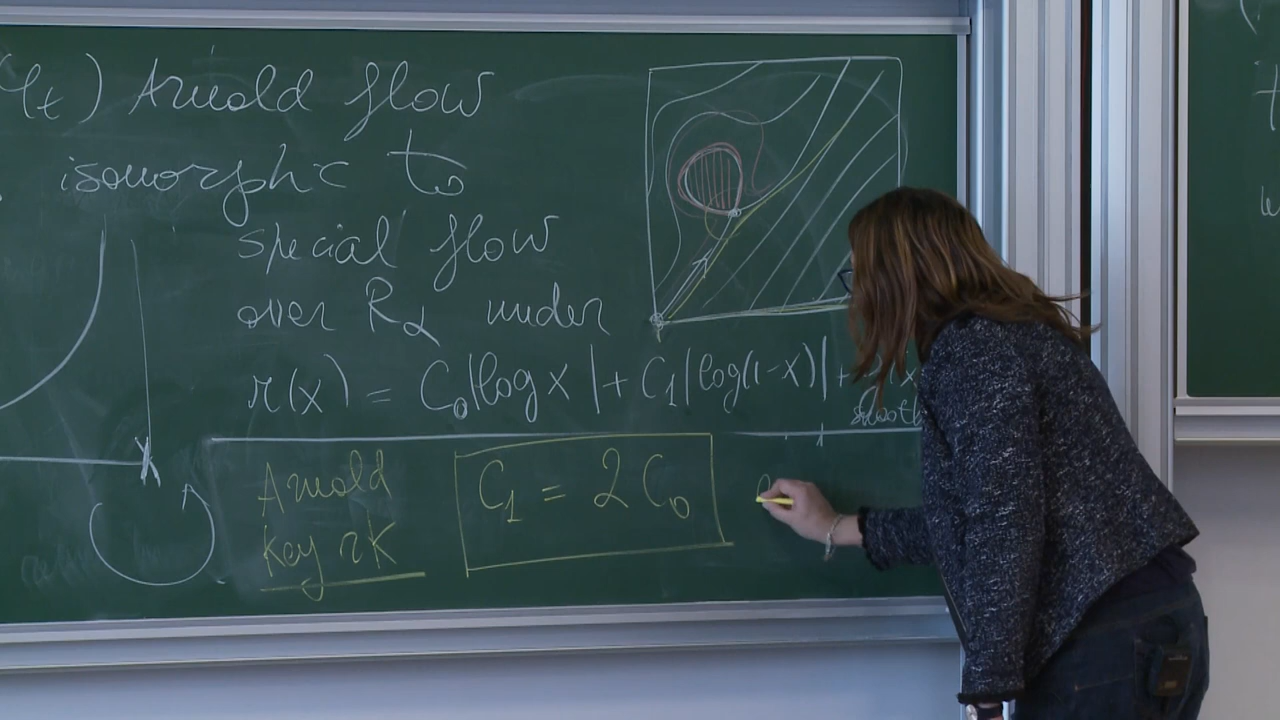 (φt) Arnold flow
isomorphic to
special flow
over Rα under
r(x) = C0|log x| + C1|log(1-x)| +
smooth
Arnold
key rk
C1 = 2C0